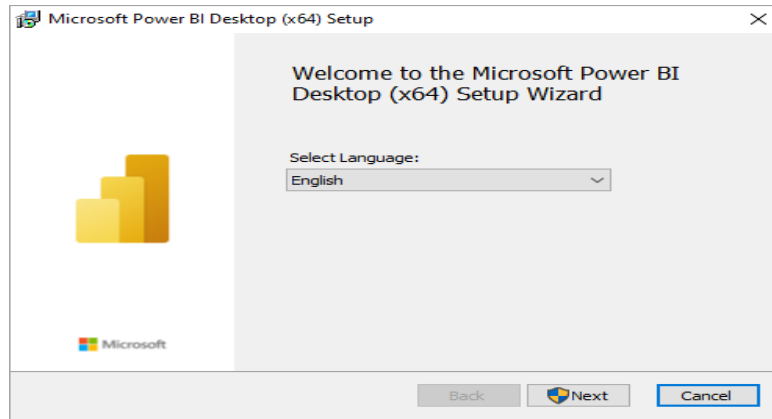 Microsoft Power BI Desktop (x64) Setup
Welcome to the Microsoft Power BI
Desktop (x64) Setup Wizard
Select Language:
English
Microsoft
Back
Next
Cancel